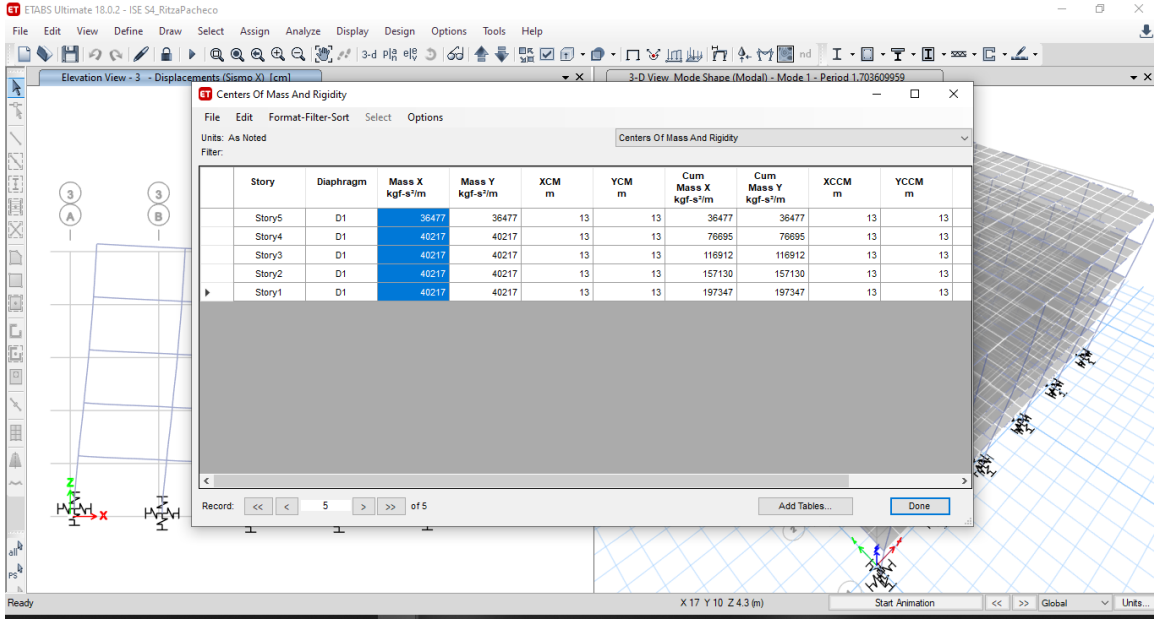 ETABS Ultimate 18.0.2 - ISE S4_RitzaPacheco
File Edit View Define Draw Select Assign Analyze Display Design Options Tools Help
3-d nd
Elevation View - 3 - Displacements (Sismo X) [cm]
3-D View Mode Shape (Modal) - Mode 1 - Period 1.703609959
Centers Of Mass And Rigidity
File Edit Format-Filter-Sort Select Options
Units: As Noted Centers Of Mass And Rigidity
Filter:
Story Diaphragm Mass X kgf-s²/m Mass Y kgf-s²/m XCM m YCM m Cum Mass X kgf-s²/m Cum Mass Y kgf-s²/m XCCM m YCCM m
Story5 D1 36477 36477 13 13 36477 36477 13 13
Story4 D1 40217 40217 13 13 76695 76695 13 13
Story3 D1 40217 40217 13 13 116912 116912 13 13
Story2 D1 40217 40217 13 13 157130 157130 13 13
Story1 D1 40217 40217 13 13 197347 197347 13 13
Record: << < 5 > >> of 5 Add Tables... Done
3 3
A B
Z
X
all
PS
Ready X 17 Y 10 Z 4.3 (m) Start Animation << >> Global Units...